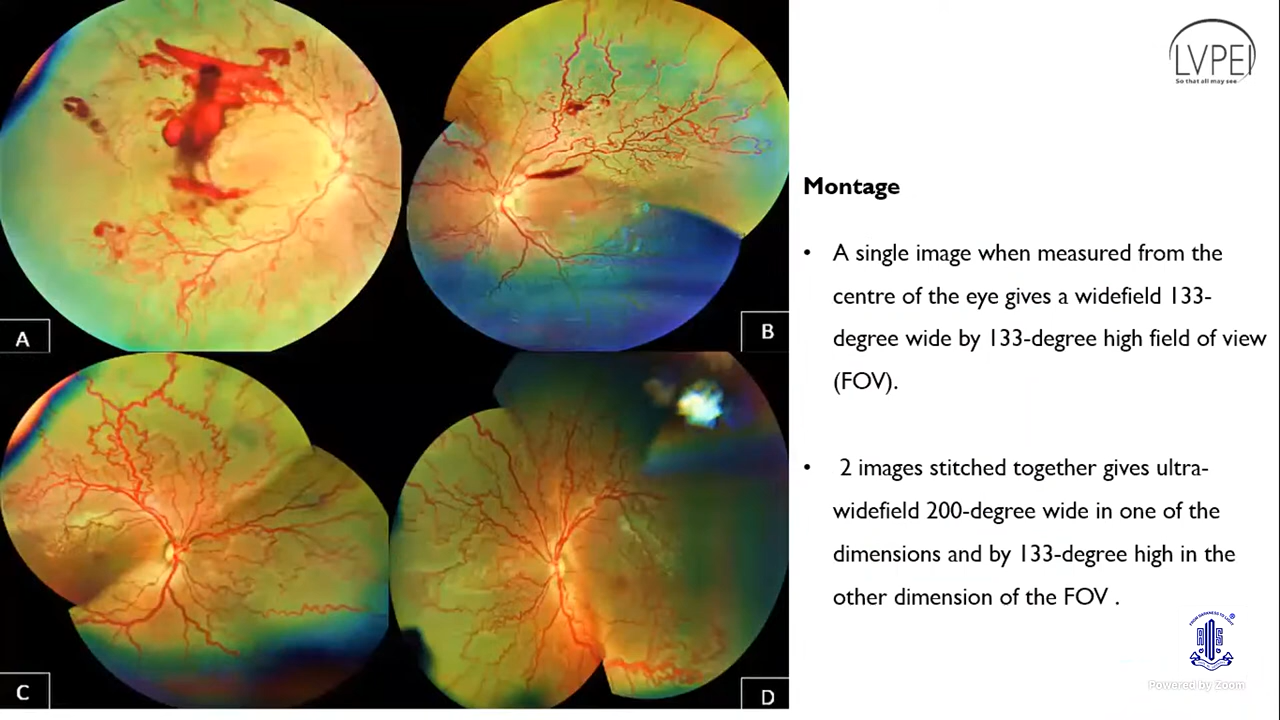 LVPEI
So that all may see
Montage
• A single image when measured from the
centre of the eye gives a widefield 133-
degree wide by 133-degree high field of view
(FOV).
• 2 images stitched together gives ultra-
widefield 200-degree wide in one of the
dimensions and by 133-degree high in the
other dimension of the FOV .
A
B
C
D
Powered by Zoom